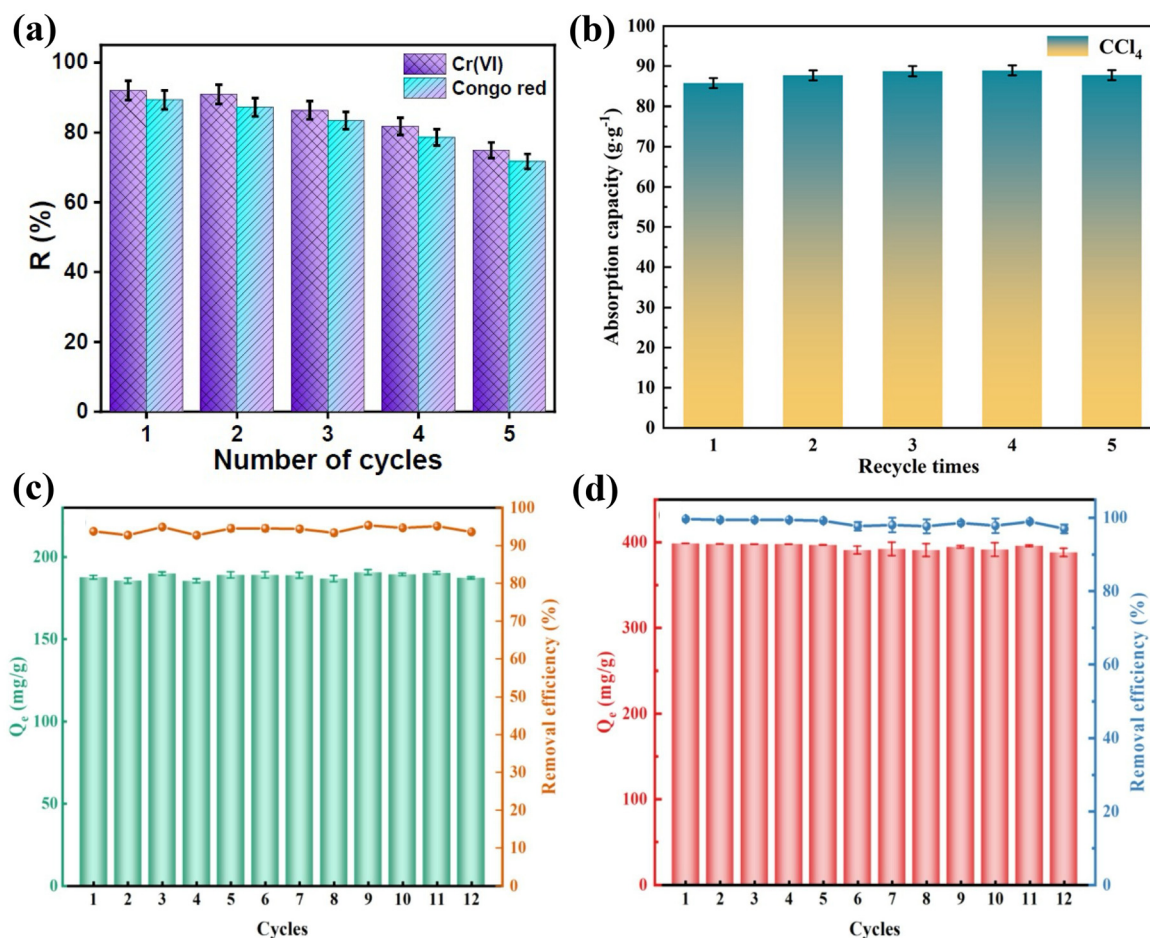 (a)
Cr(VI)
Congo red
100
80
60
40
20
0
R (%)
1 2 3 4 5
Number of cycles
(b)
CCl4
100
90
80
70
60
50
40
30
20
10
0
Absorption capacity (g·g-1)
1 2 3 4 5
Recycle times
(c)
200
150
100
50
0
Qe (mg/g)
100
90
80
70
60
50
40
30
20
10
0
Removal efficiency (%)
1 2 3 4 5 6 7 8 9 10 11 12
Cycles
(d)
400
300
200
100
0
Qe (mg/g)
100
80
60
40
20
0
Removal efficiency (%)
1 2 3 4 5 6 7 8 9 10 11 12
Cycles